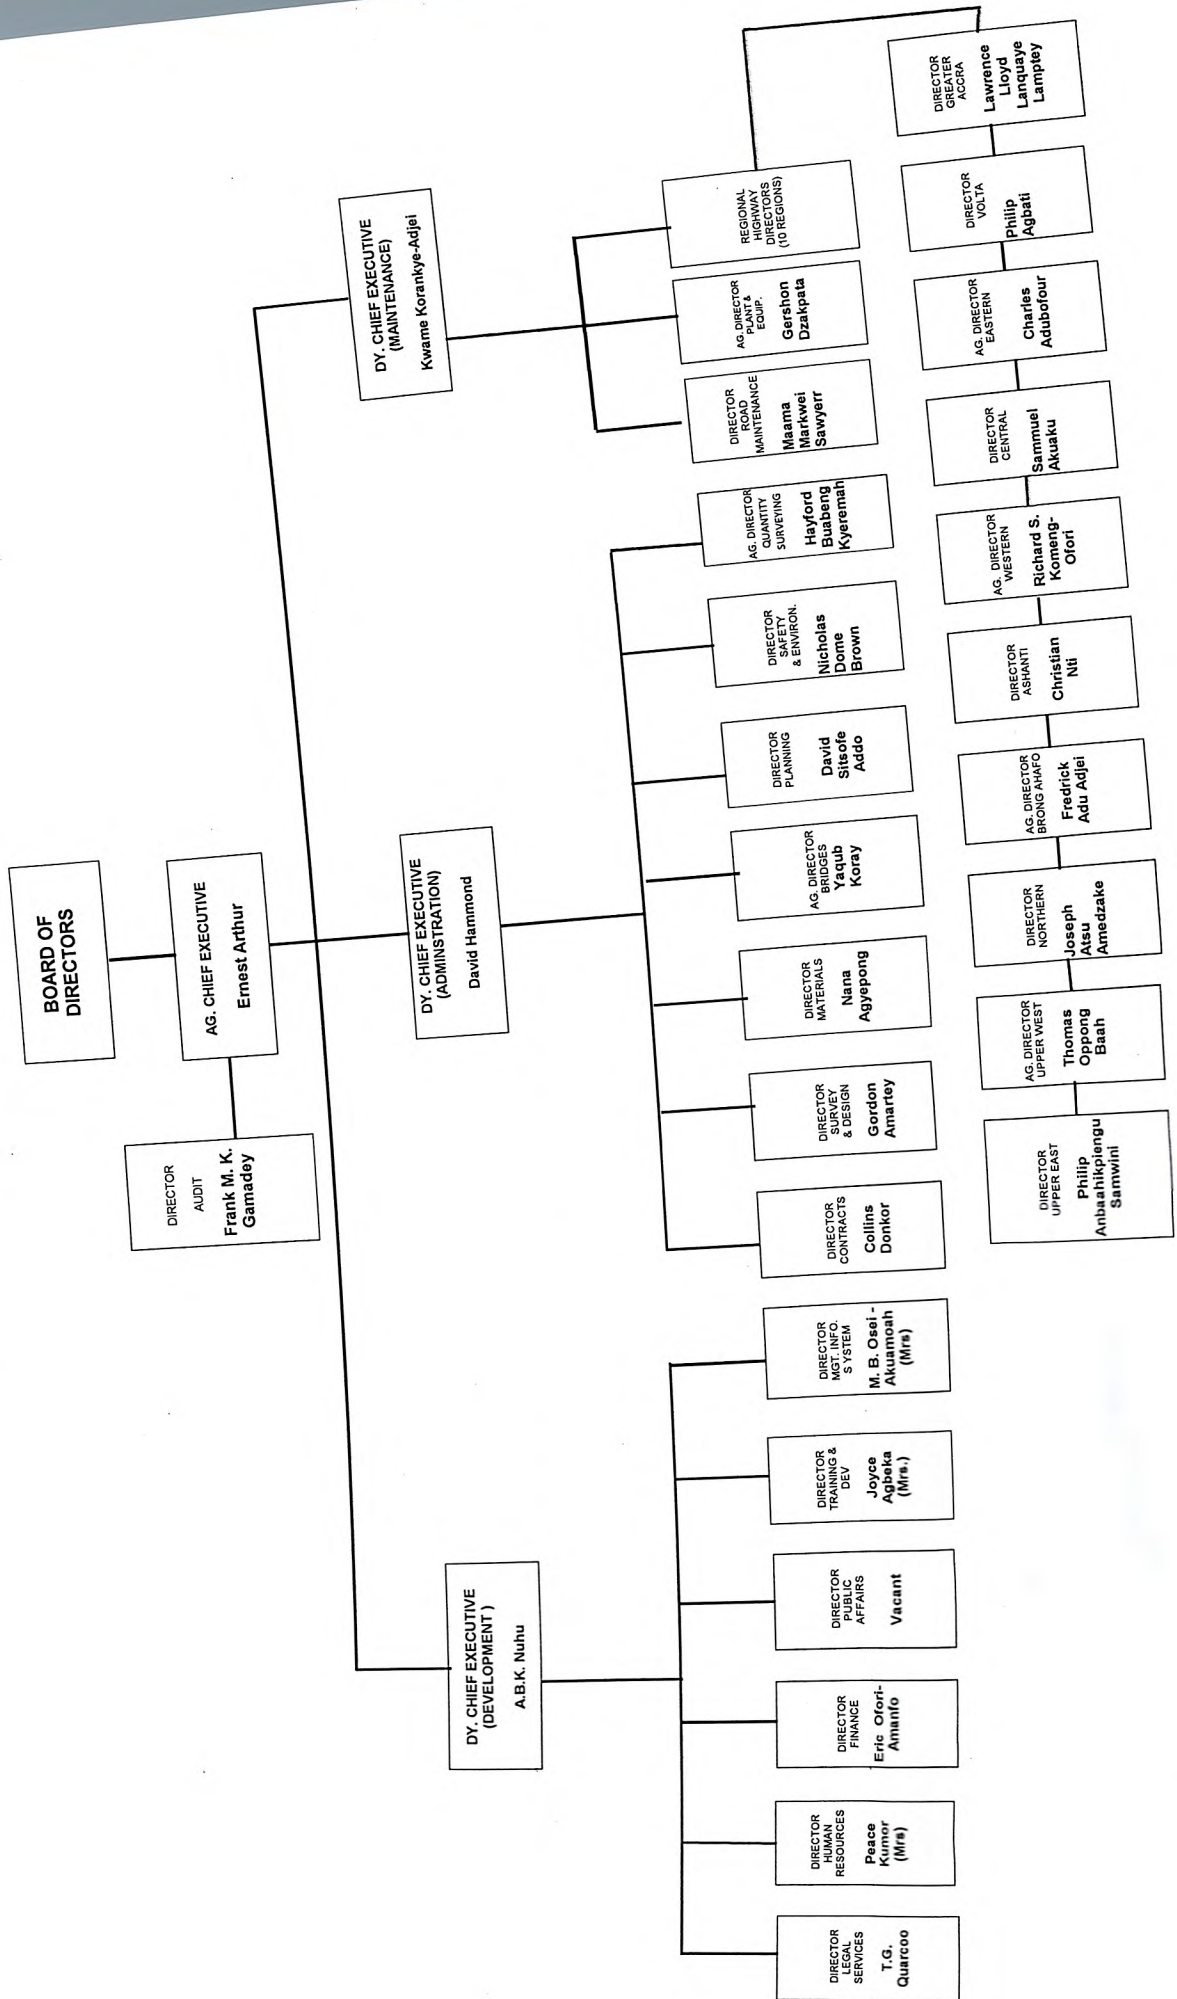 BOARD OF
DIRECTORS
AG. CHIEF EXECUTIVE
Ernest Arthur
DIRECTOR
AUDIT
Frank M. K.
Gamadey
DY. CHIEF EXECUTIVE
(DEVELOPMENT )
A.B.K. Nuhu
DY. CHIEF EXECUTIVE
(ADMINSTRATION)
David Hammond
DY. CHIEF EXECUTIVE
(MAINTENANCE)
Kwame Korankye-Adjei
DIRECTOR
LEGAL
SERVICES
T.G.
Quarcoo
DIRECTOR
HUMAN
RESOURCES
Peace
Kumor
(Mrs)
DIRECTOR
FINANCE
Eric Ofori-
Amanfo
DIRECTOR
PUBLIC
AFFAIRS
Vacant
DIRECTOR
TRAINING &
DEV
Joyce
Agbeka
(Mrs.)
DIRECTOR
MGT. INFO.
SYSTEM
M. B. Osei -
Akuamoah
(Mrs)
DIRECTOR
CONTRACTS
Collins
Donkor
DIRECTOR
SURVEY
& DESIGN
Gordon
Amartey
DIRECTOR
MATERIALS
Nana
Agyepong
AG. DIRECTOR
BRIDGES
Yaqub
Koray
DIRECTOR
PLANNING
David
Sitsofe
Addo
DIRECTOR
SAFETY
& ENVIRON.
Nicholas
Dome
Brown
AG. DIRECTOR
QUANTITY
SURVEYING
Hayford
Buabeng
Kyeremah
DIRECTOR
ROAD
MAINTENANCE
Maama
Markwei
Sawyerr
AG. DIRECTOR
PLANT &
EQUIP.
Gershon
Dzakpata
REGIONAL
HIGHWAY
DIRECTORS
(10 REGIONS)
DIRECTOR
UPPER EAST
Philip
Anbaahikpiengu
Samwini
AG. DIRECTOR
UPPER WEST
Thomas
Oppong
Baah
DIRECTOR
NORTHERN
Joseph
Atsu
Amedzake
AG. DIRECTOR
BRONG AHAFO
Fredrick
Adu Adjei
DIRECTOR
ASHANTI
Christian
Nti
AG. DIRECTOR
WESTERN
Richard S.
Komeng-
Ofori
DIRECTOR
CENTRAL
Sammuel
Akuaku
AG. DIRECTOR
EASTERN
Charles
Adubofour
DIRECTOR
VOLTA
Philip
Agbati
DIRECTOR
GREATER
ACCRA
Lawrence
Lloyd
Lanquaye
Lamptey